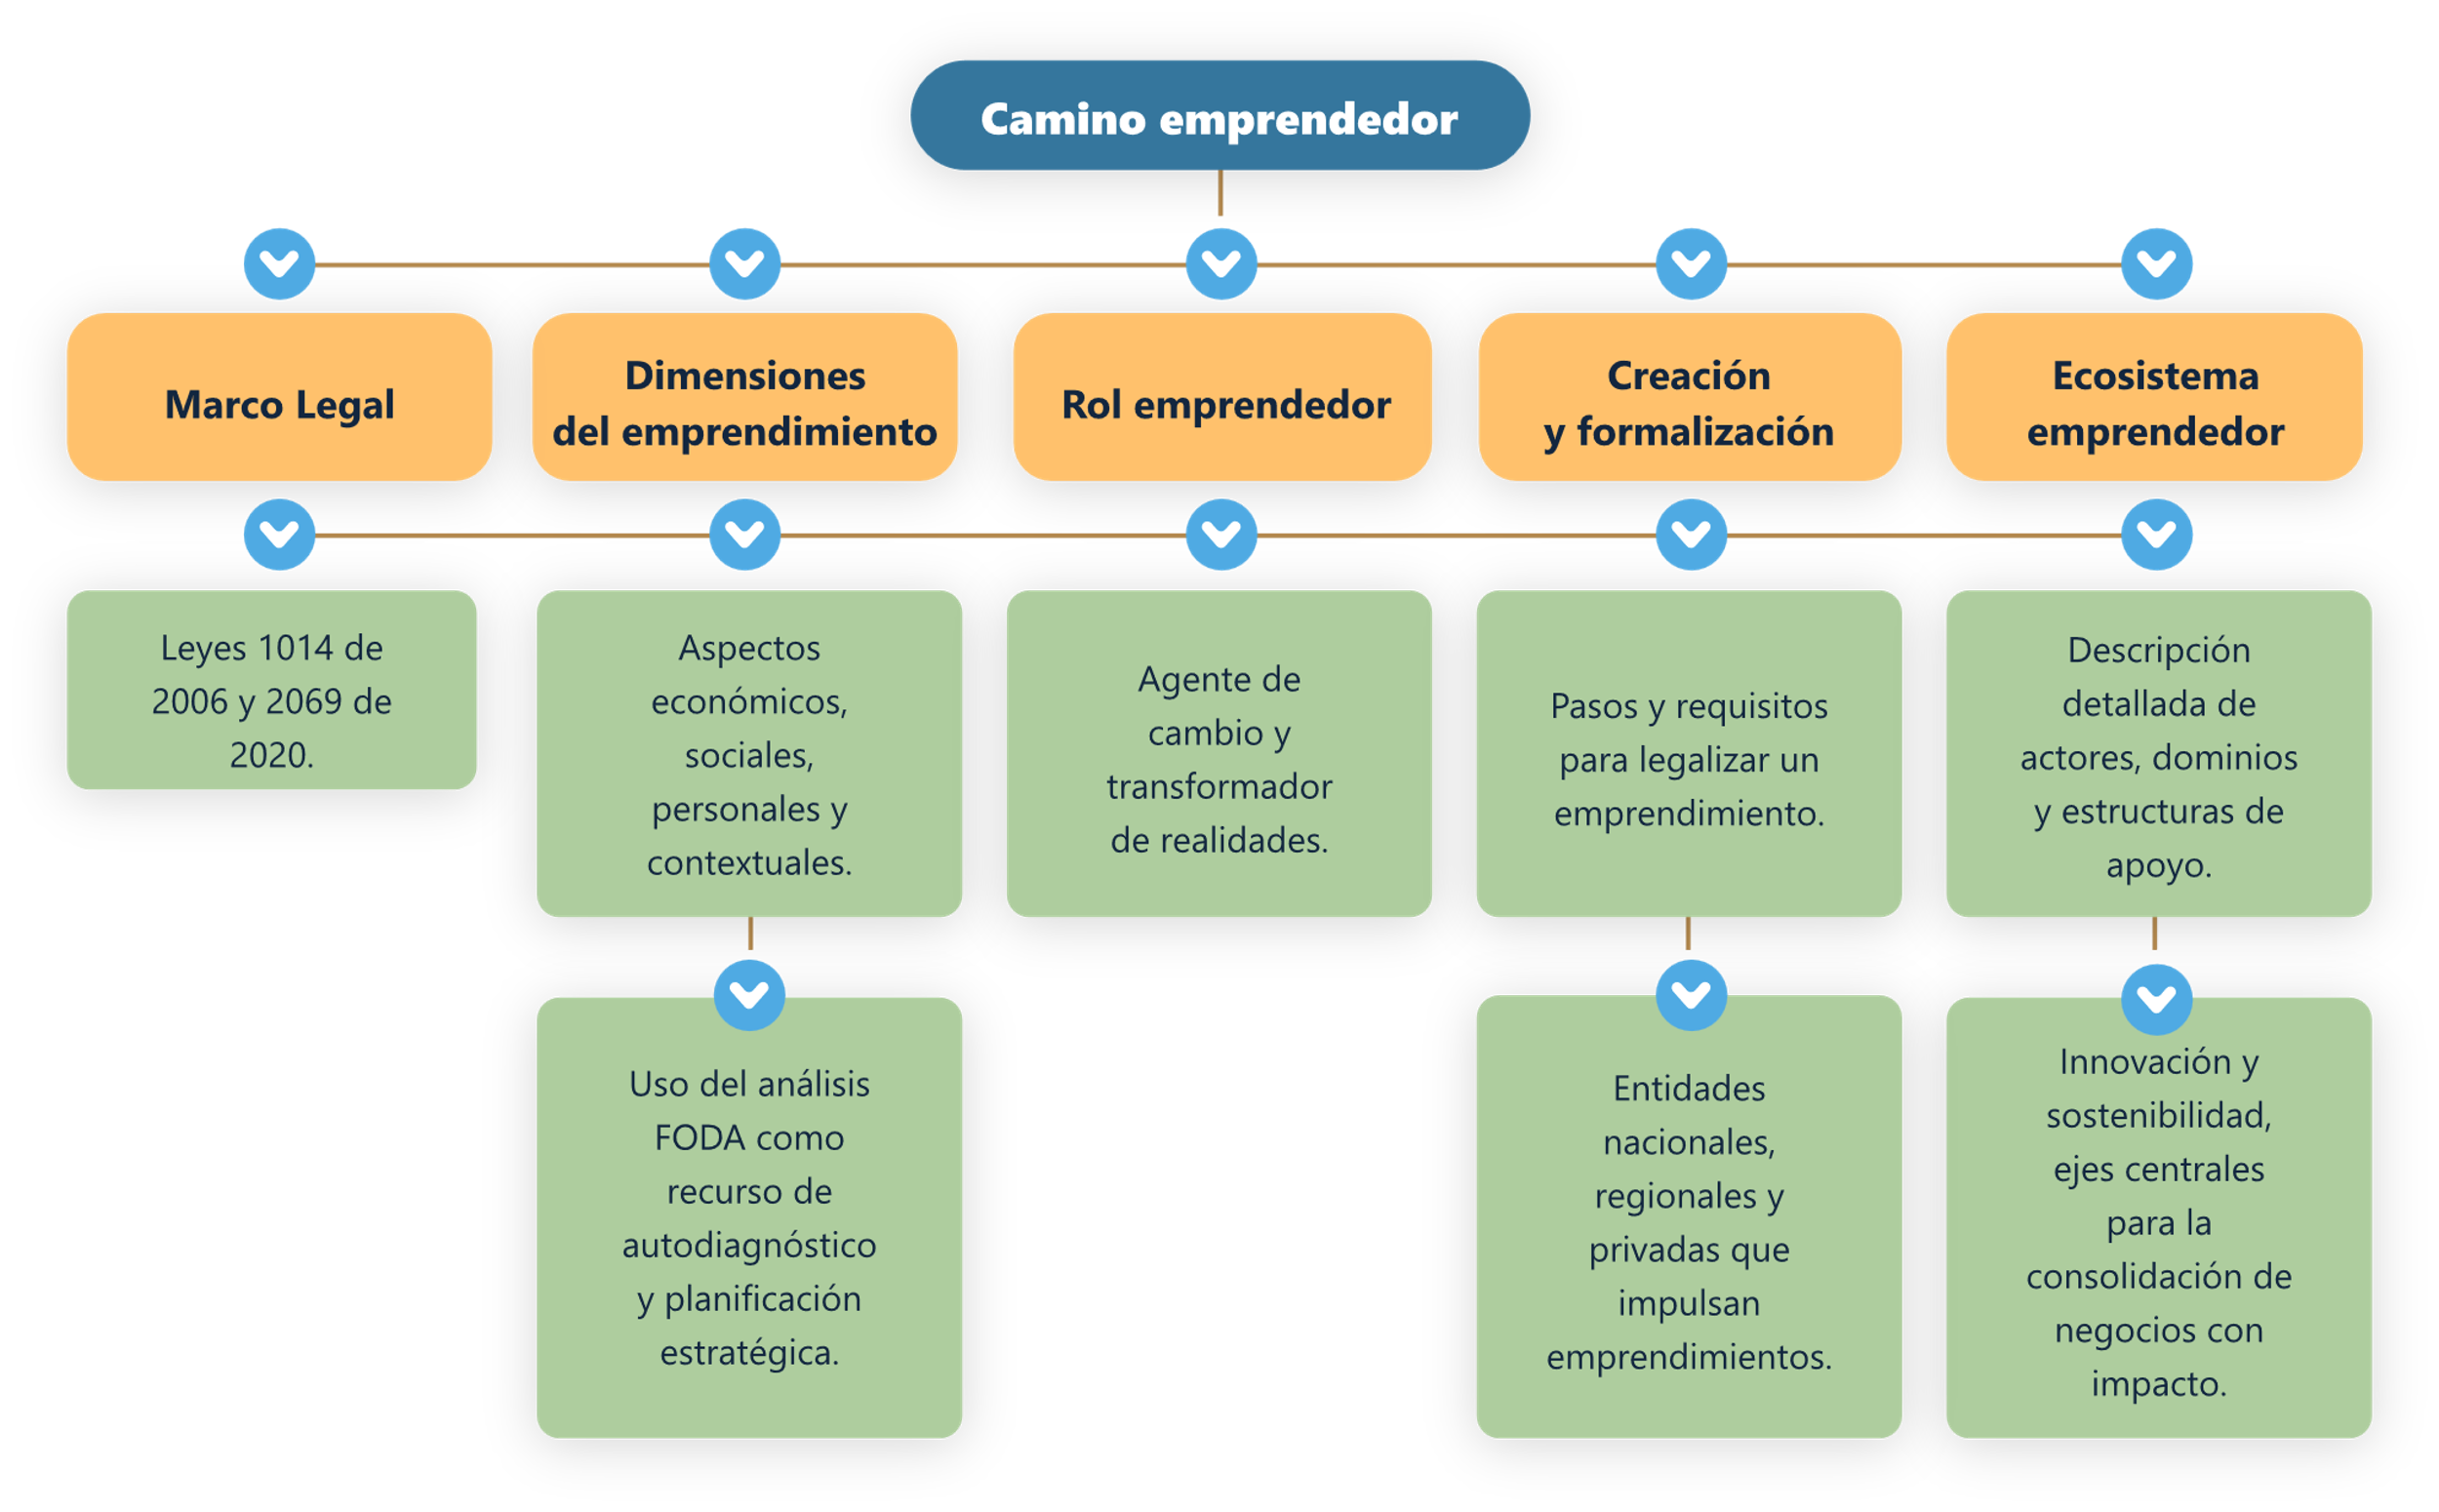 Camino emprendedor
Marco Legal
Dimensiones
del emprendimiento
Rol emprendedor
Creación
y formalización
Ecosistema
emprendedor
Leyes 1014 de
2006 y 2069 de
2020.
Aspectos
económicos,
sociales,
personales y
contextuales.
Agente de
cambio y
transformador
de realidades.
Pasos y requisitos
para legalizar un
emprendimiento.
Descripción
detallada de
actores, dominios
y estructuras de
apoyo.
Uso del análisis
FODA como
recurso de
autodiagnóstico
y planificación
estratégica.
Entidades
nacionales,
regionales y
privadas que
impulsan
emprendimientos.
Innovación y
sostenibilidad,
ejes centrales
para la
consolidación de
negocios con
impacto.